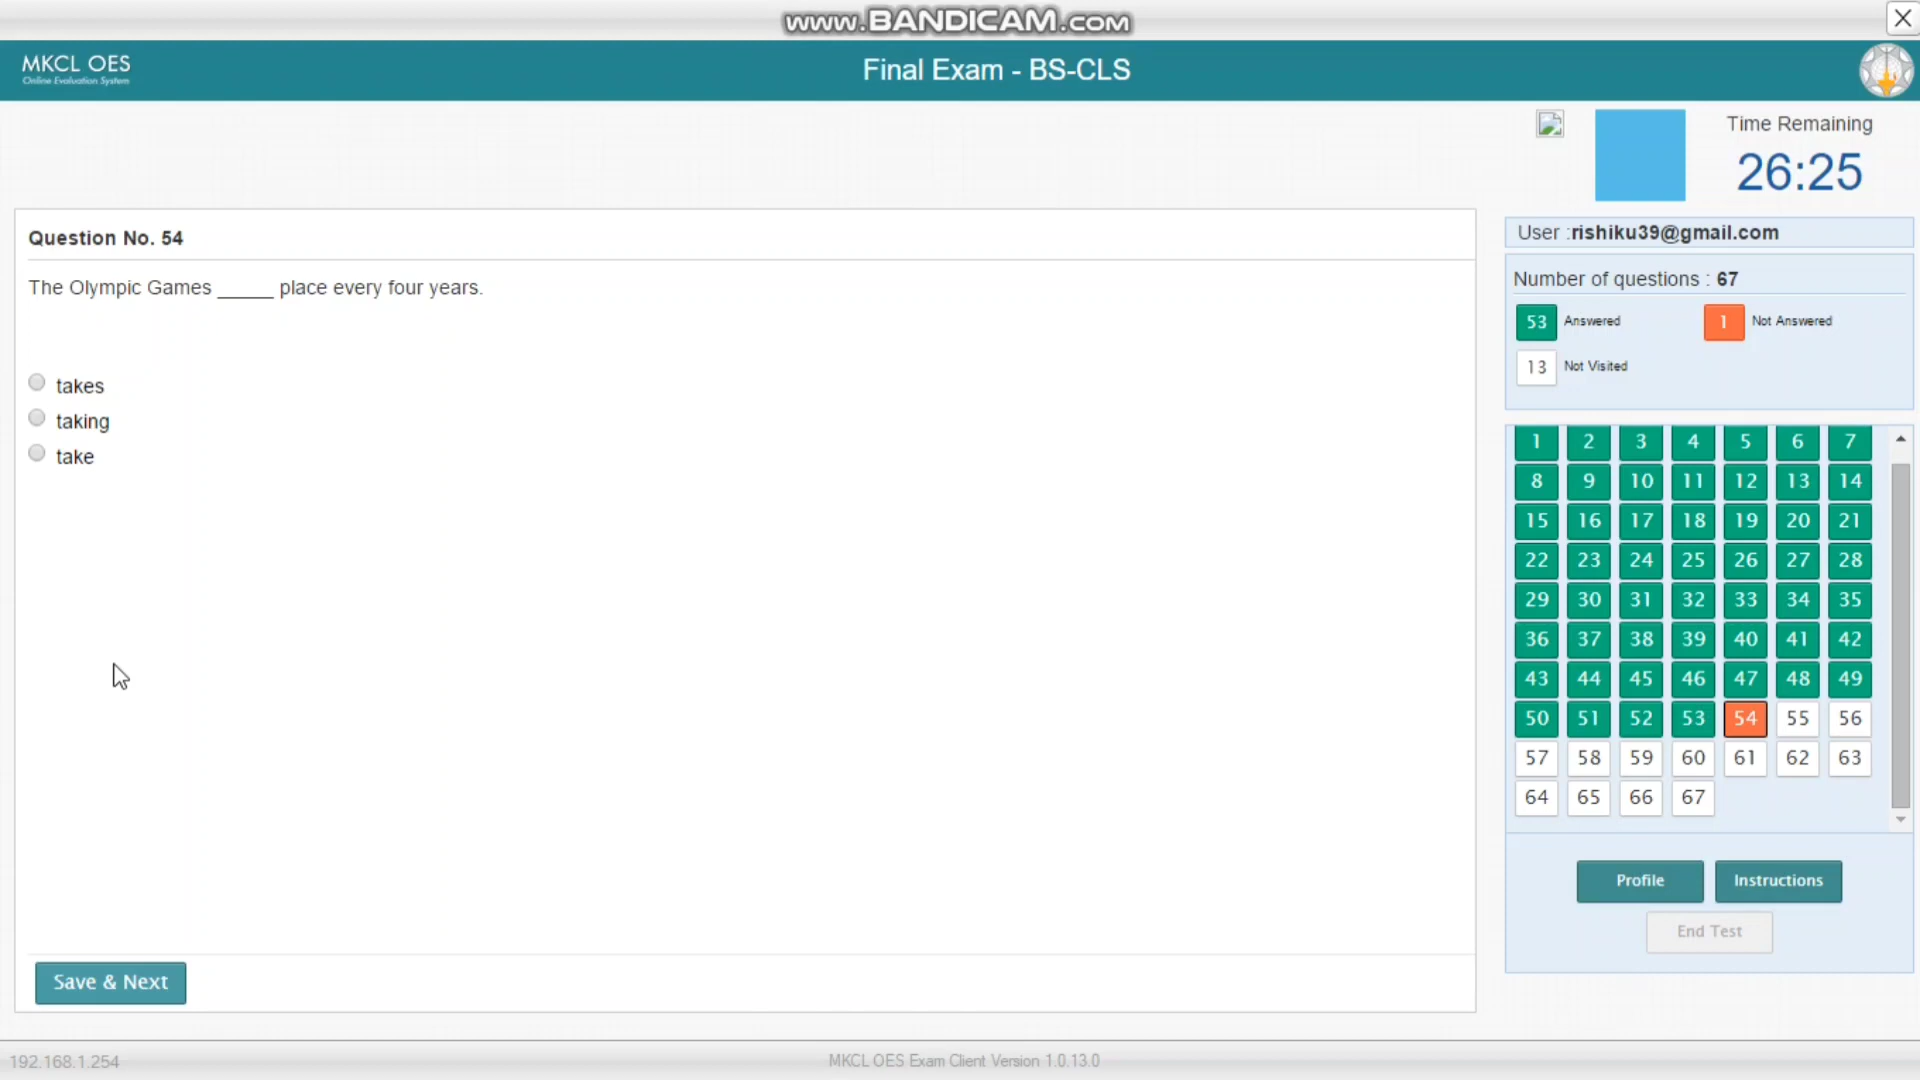 www.BANDICAM.com
MKCL OES
Online Evaluation System
Final Exam - BS-CLS
Time Remaining
26:25
Question No. 54
The Olympic Games _____ place every four years.
takes
taking
take
Save & Next
User :rishiku39@gmail.com
Number of questions : 67
53 Answered
1 Not Answered
13 Not Visited
1 2 3 4 5 6 7
8 9 10 11 12 13 14
15 16 17 18 19 20 21
22 23 24 25 26 27 28
29 30 31 32 33 34 35
36 37 38 39 40 41 42
43 44 45 46 47 48 49
50 51 52 53 54 55 56
57 58 59 60 61 62 63
64 65 66 67
Profile
Instructions
End Test
192.168.1.254
MKCL OES Exam Client Version 1.0.13.0